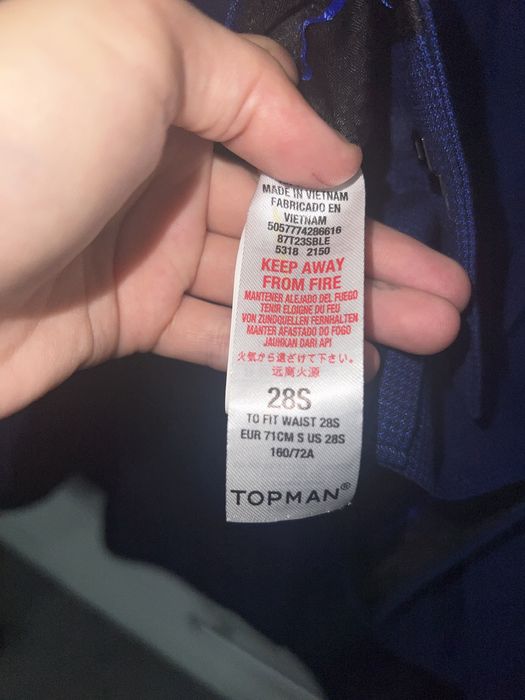 MADE IN VIETNAM
FABRICADO EN
VIETNAM
5057774286616
87T23SBLE
5318 2150
KEEP AWAY
FROM FIRE
MANTENER ALEJADO DEL FUEGO
TENIR ELOIGNE DU FEU
VON ZUNDQUELLEN FERNHALTEN
MANTER AFASTADO DO FOGO
JAUHKAN DARI API
火気から遠ざけて下さい。
远离火源
28S
TO FIT WAIST 28S
EUR 71CM S US 28S
160/72A
TOPMAN®